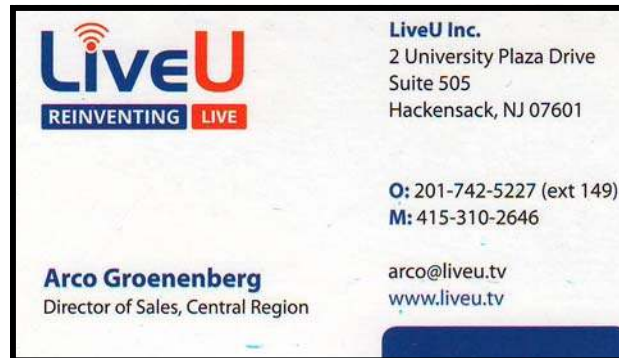 LiveU
REINVENTING LIVE
Arco Groenenberg
Director of Sales, Central Region
LiveU Inc.
2 University Plaza Drive
Suite 505
Hackensack, NJ 07601
O: 201-742-5227 (ext 149)
M: 415-310-2646
arco@liveu.tv
www.liveu.tv